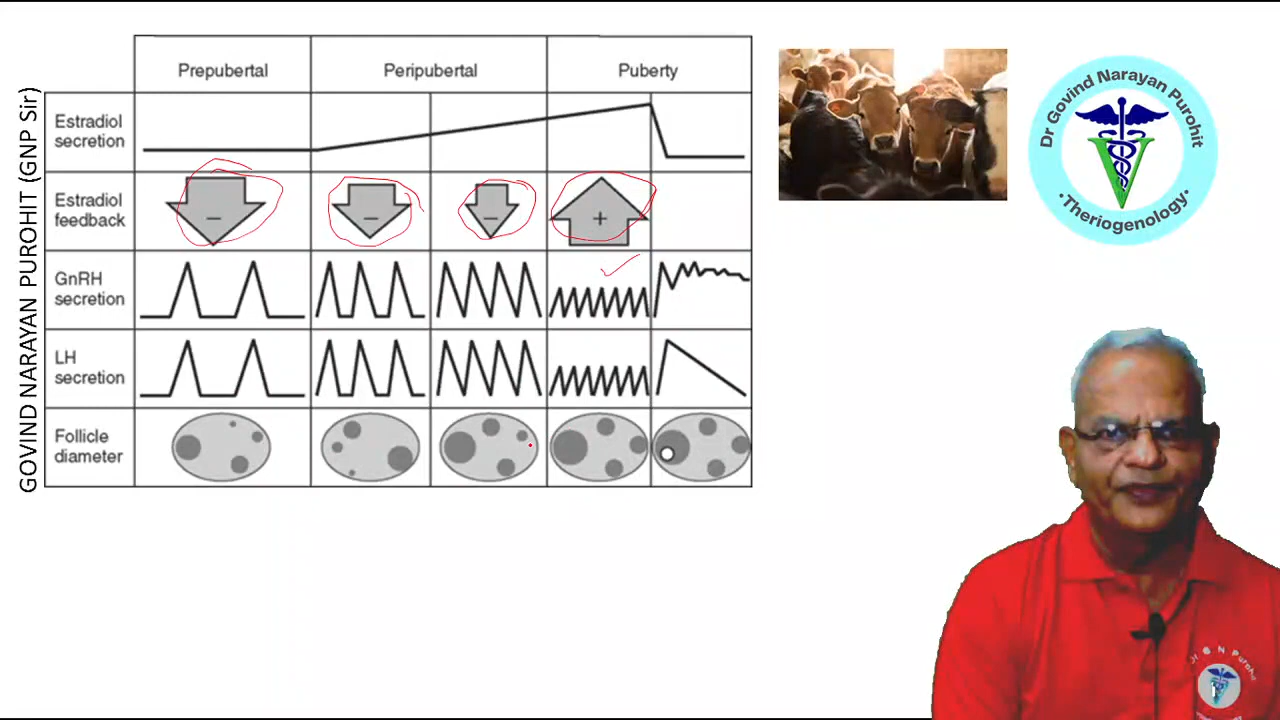 GOVIND NARAYAN PUROHIT (GNP Sir)
Prepubertal
Peripubertal
Puberty
Estradiol
secretion
Estradiol
feedback
−
−
−
+
GnRH
secretion
LH
secretion
Follicle
diameter
Dr Govind Narayan Purohit
•Theriogenology•